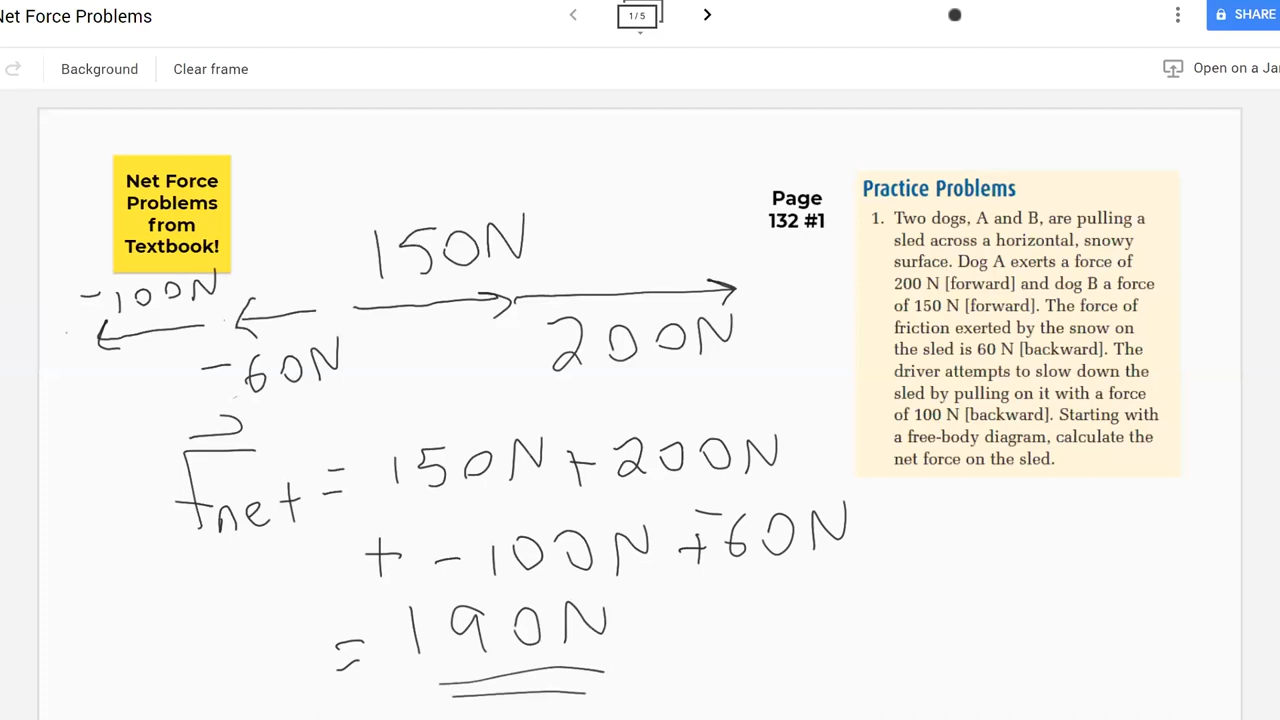 Net Force Problems
1/5
SHARE
Background
Clear frame
Open on a Ja
Net Force
Problems
from
Textbook!
Page
132 #1
Practice Problems
1. Two dogs, A and B, are pulling a
sled across a horizontal, snowy
surface. Dog A exerts a force of
200 N [forward] and dog B a force
of 150 N [forward]. The force of
friction exerted by the snow on
the sled is 60 N [backward]. The
driver attempts to slow down the
sled by pulling on it with a force
of 100 N [backward]. Starting with
a free-body diagram, calculate the
net force on the sled.
150N
-100N
200N
-60N
Fnet = 150N + 200N
+ -100N + -60N
= 190N